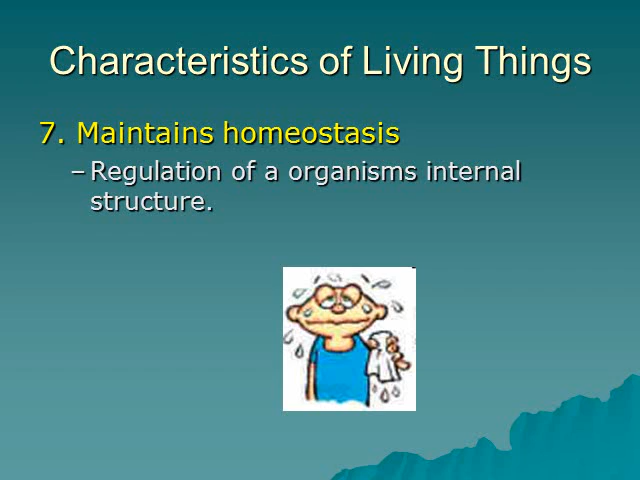 Characteristics of Living Things
7. Maintains homeostasis
– Regulation of a organisms internal
structure.